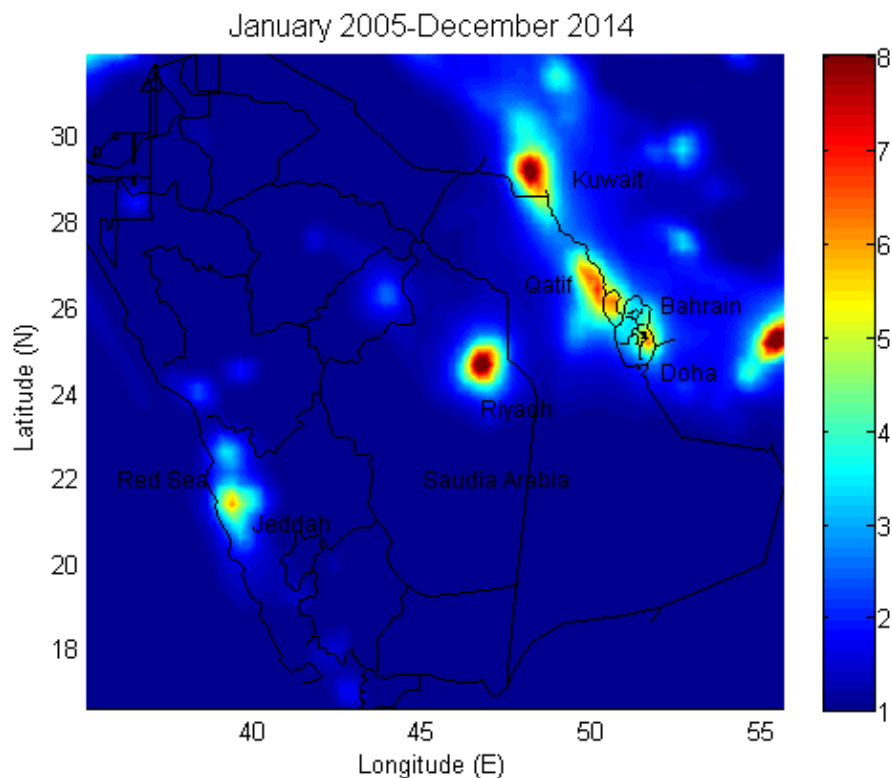 January 2005-December 2014
8
7
6
5
4
3
2
1
30
28
26
24
22
20
18
Latitude (N)
Kuwait
Qatif
Bahrain
Doha
Riyadh
Red Sea
Saudia Arabia
Jeddah
40
45
50
55
Longitude (E)